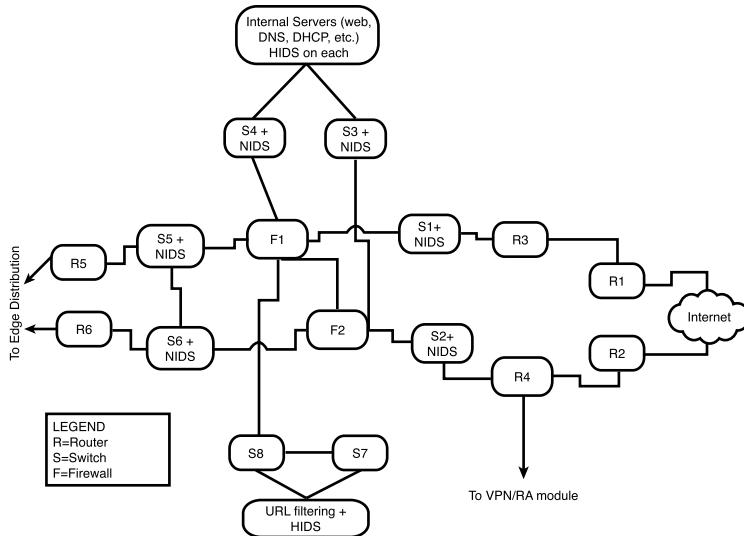 Internal Servers (web,
DNS, DHCP, etc.)
HIDS on each
S4 +
NIDS
S3 +
NIDS
S5 +
NIDS
F1
S1+
NIDS
R3
R5
R1
To Edge Distribution
Internet
R6
S6 +
NIDS
F2
S2+
NIDS
R2
R4
LEGEND
R=Router
S=Switch
F=Firewall
S8
S7
To VPN/RA module
URL filtering +
HIDS